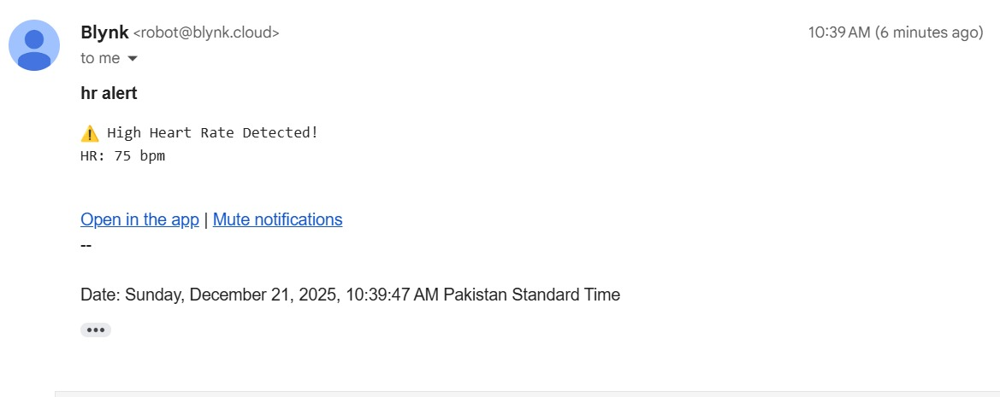 Blynk <robot@blynk.cloud> 10:39 AM (6 minutes ago)
to me
hr alert
⚠️ High Heart Rate Detected!
HR: 75 bpm
Open in the app | Mute notifications
--
Date: Sunday, December 21, 2025, 10:39:47 AM Pakistan Standard Time
•••